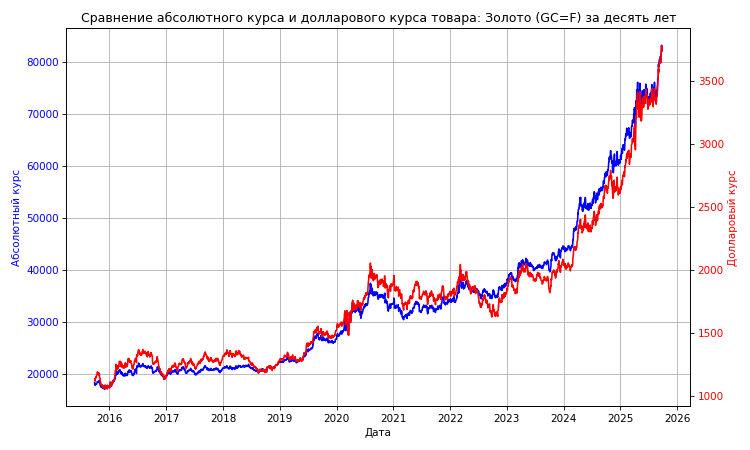 Сравнение абсолютного курса и долларового курса товара: Золото (GC=F) за десять лет
Абсолютный курс
80000
70000
60000
50000
40000
30000
20000
3500
3000
2500
2000
1500
1000
Долларовый курс
2016 2017 2018 2019 2020 2021 2022 2023 2024 2025 2026
Дата